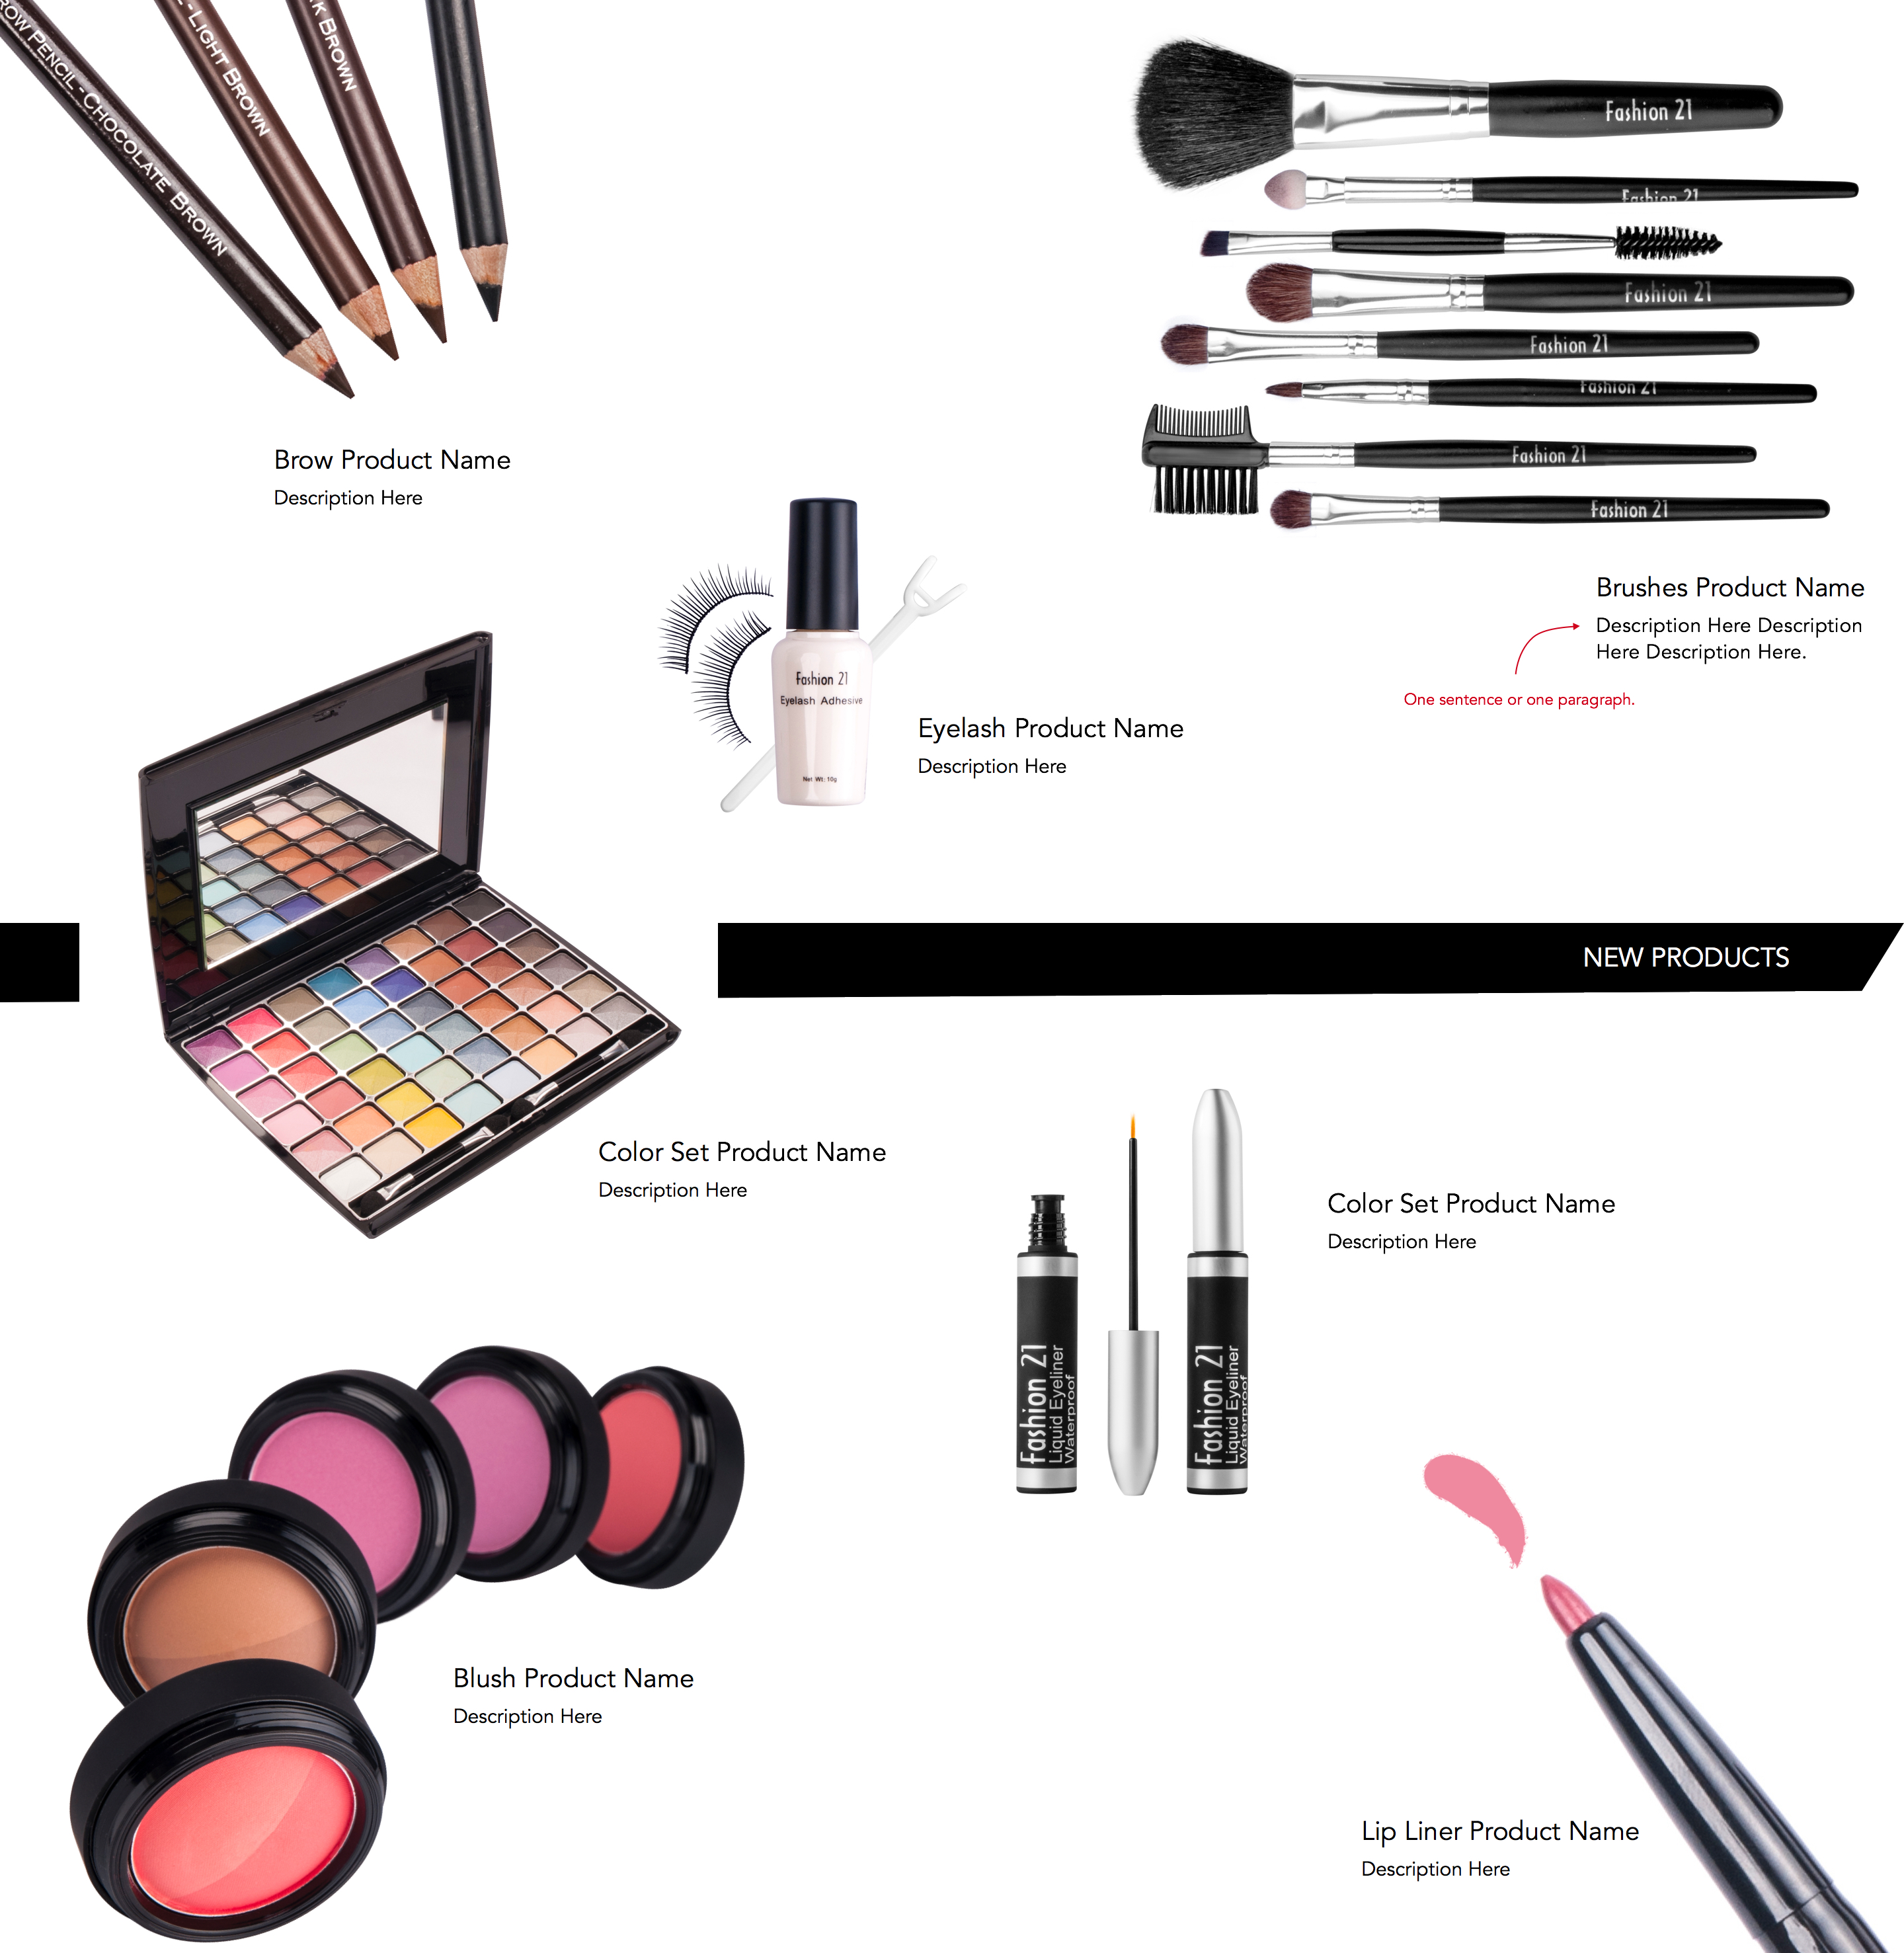 ROW PENCIL - CHOCOLATE BROWN
- LIGHT BROWN
K BROWN
Fashion 21
Fashion 21
Fashion 21
Fashion 21
Fashion 21
Fashion 21
Fashion 21
Brow Product Name
Description Here
Brushes Product Name
Description Here Description
Here Description Here.
One sentence or one paragraph.
Fashion 21
Eyelash Adhesive
Net Wt: 10g
Eyelash Product Name
Description Here
NEW PRODUCTS
Color Set Product Name
Description Here
Color Set Product Name
Description Here
Fashion 21
Liquid Eyeliner
Waterproof
Fashion 21
Liquid Eyeliner
Waterproof
Blush Product Name
Description Here
Lip Liner Product Name
Description Here